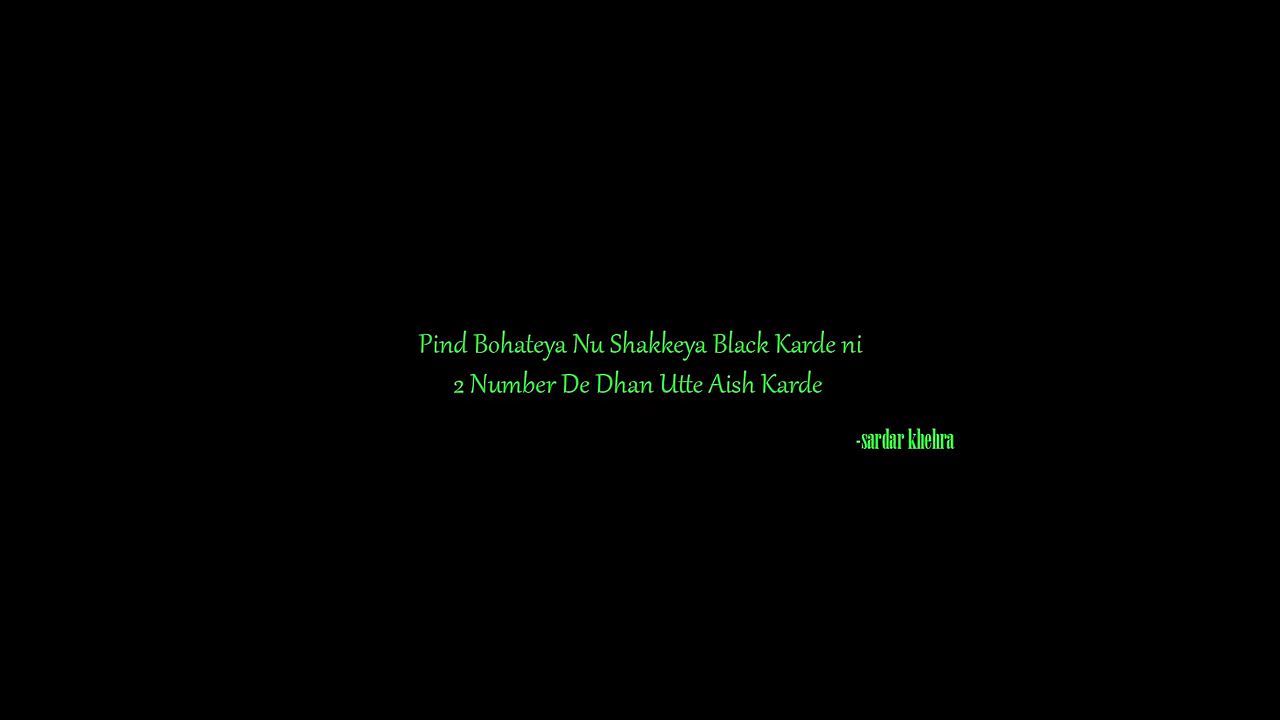 Pind Bohateya Nu Shakkeya Black Karde ni
2 Number De Dhan Utte Aish Karde
-sardar khehra